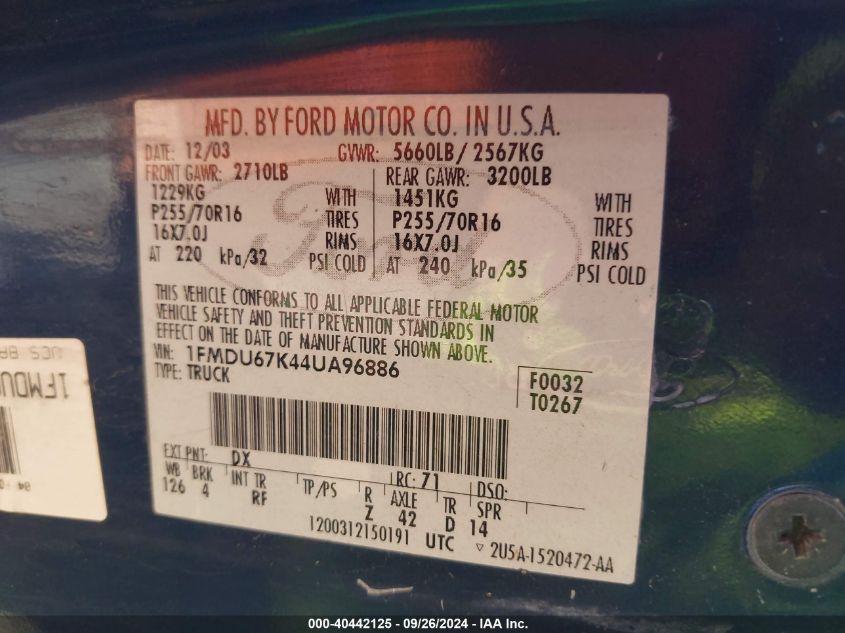 MFD. BY FORD MOTOR CO. IN U.S.A.
DATE: 12/03 GVWR: 5660LB/ 2567KG
FRONT GAWR: 2710LB REAR GAWR: 3200LB
1229KG WITH 1451KG WITH
P255/70R16 TIRES P255/70R16 TIRES
16X7.0J RIMS 16X7.0J RIMS
AT 220 kPa/32 PSI COLD AT 240 kPa/35 PSI COLD
THIS VEHICLE CONFORMS TO ALL APPLICABLE FEDERAL MOTOR
VEHICLE SAFETY AND THEFT PREVENTION STANDARDS IN
EFFECT ON THE DATE OF MANUFACTURE SHOWN ABOVE.
VIN: 1FMDU67K44UA96886 F0032
TYPE: TRUCK T0267
EXT PNT: DX RC: 71 DSO:
WB BRK INT TR TP/PS R AXLE TR SPR
126 4 RF Z 42 D 14
1200312150191 UTC ▽ 2U5A-1520472-AA
Ford
UCS BA
1FMDU
000-40442125 - 09/26/2024 - IAA Inc.